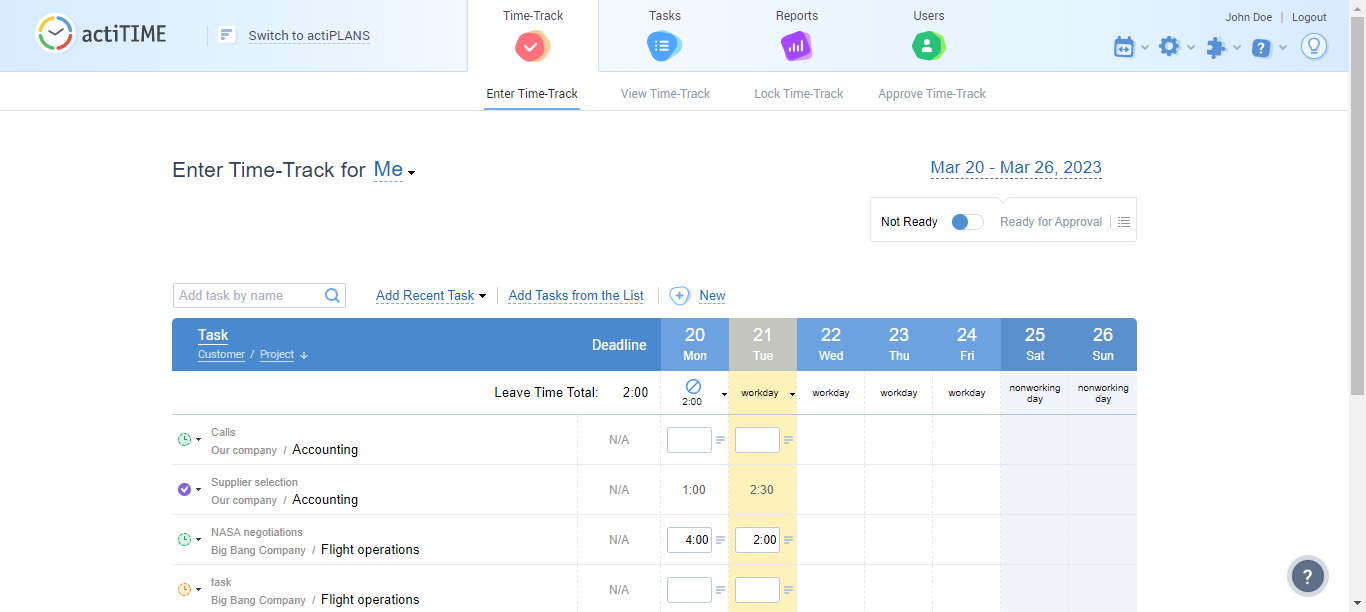 actiTIME
Switch to actiPLANS
Time-Track
Tasks
Reports
Users
John Doe | Logout
?
Enter Time-Track
View Time-Track
Lock Time-Track
Approve Time-Track
Enter Time-Track for Me
Mar 20 - Mar 26, 2023
Not Ready
Ready for Approval
Add task by name
Add Recent Task
Add Tasks from the List
New
Task
Customer / Project
Deadline
20 Mon
21 Tue
22 Wed
23 Thu
24 Fri
25 Sat
26 Sun
Leave Time Total: 2:00
2:00
workday
workday
workday
workday
nonworking
day
nonworking
day
Calls
Our company / Accounting
N/A
Supplier selection
Our company / Accounting
N/A
1:00
2:30
NASA negotiations
Big Bang Company / Flight operations
N/A
4:00
2:00
task
Big Bang Company / Flight operations
N/A
?